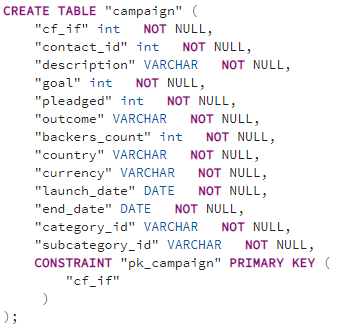 CREATE TABLE "campaign" (
"cf_if" int NOT NULL,
"contact_id" int NOT NULL,
"description" VARCHAR NOT NULL,
"goal" int NOT NULL,
"pleadged" int NOT NULL,
"outcome" VARCHAR NOT NULL,
"backers_count" int NOT NULL,
"country" VARCHAR NOT NULL,
"currency" VARCHAR NOT NULL,
"launch_date" DATE NOT NULL,
"end_date" DATE NOT NULL,
"category_id" VARCHAR NOT NULL,
"subcategory_id" VARCHAR NOT NULL,
CONSTRAINT "pk_campaign" PRIMARY KEY (
"cf_if"
)
);